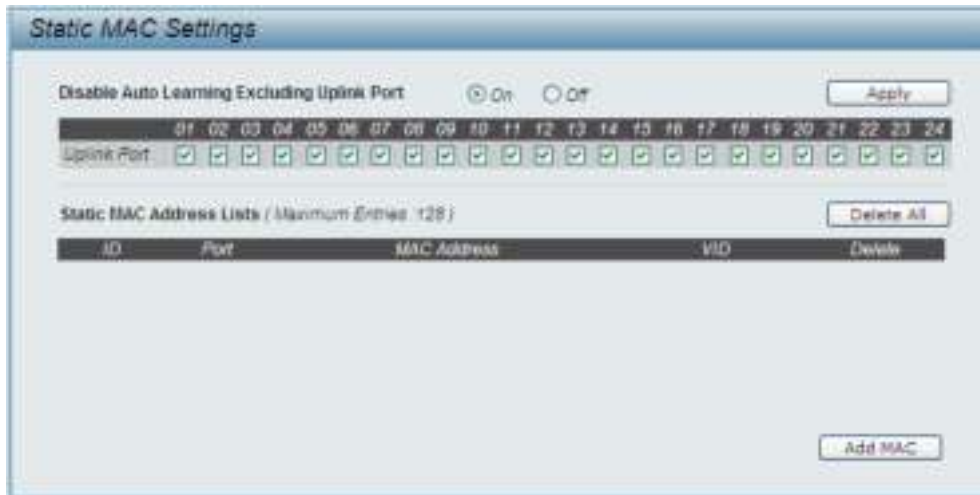 Static MAC Settings
Disable Auto Learning Excluding Uplink Port On Off Apply
01 02 03 04 05 06 07 08 09 10 11 12 13 14 15 16 17 18 19 20 21 22 23 24
Uplink Port
Static MAC Address Lists ( Maximum Entries :128 ) Delete All
ID Port MAC Address VID Delete
Add MAC